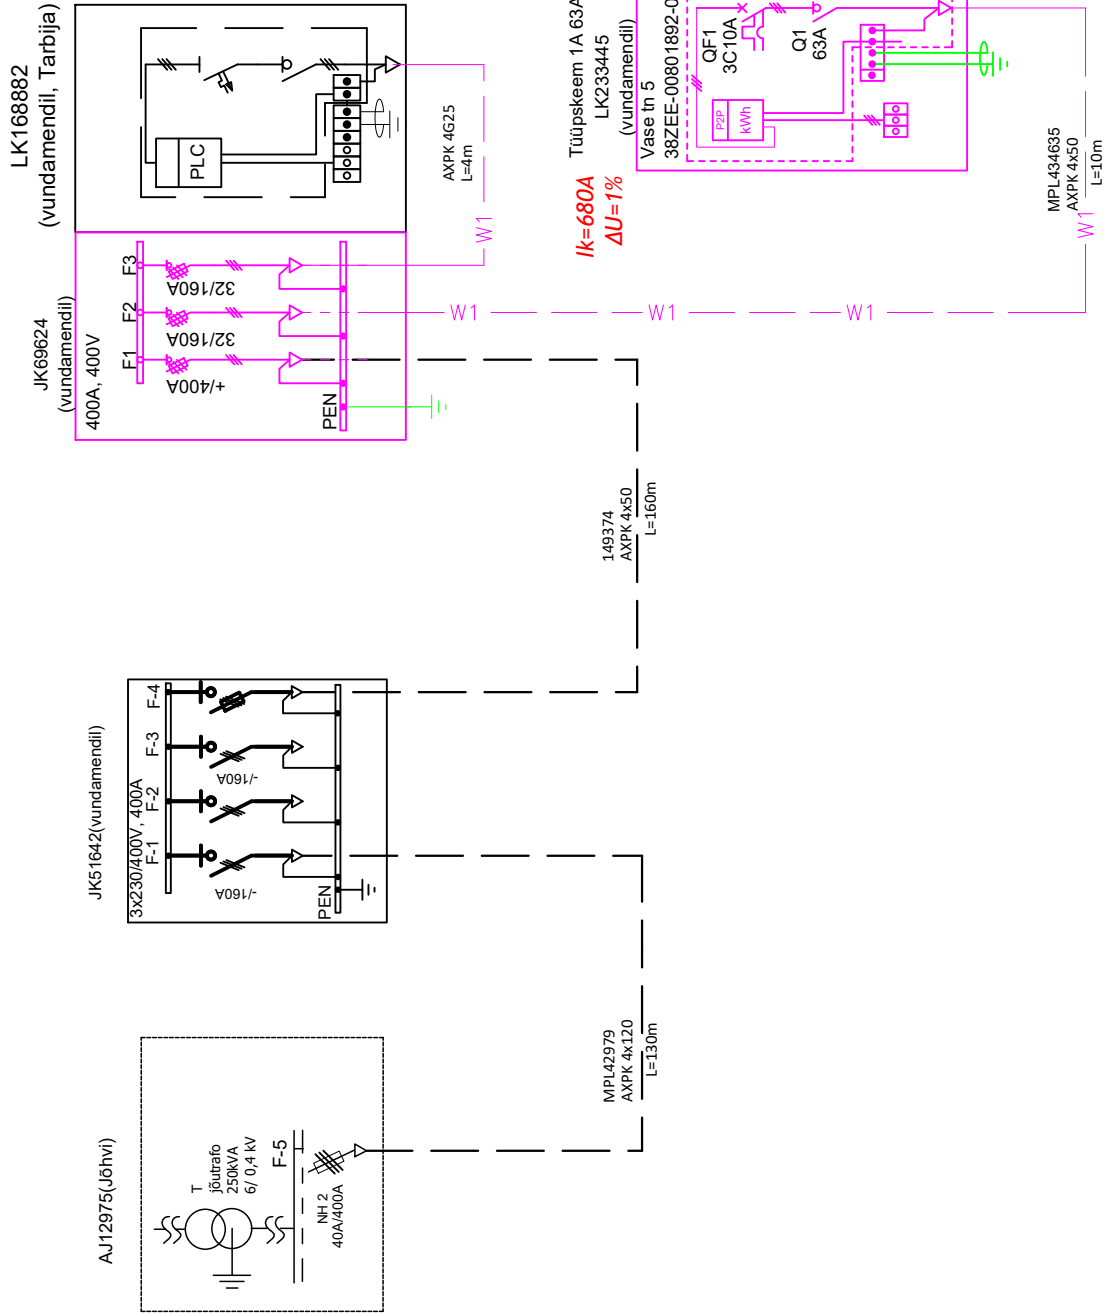 LK168882
(vundamendil, Tarbija)
PLC
AXPK 4G25
L=4m
W1
Tüüpskeem 1A 63A
LK233445
(vundamendil)
Vase tn 5
38ZEE-00801892-0
QF1
3C10A
Q1
63A
P2P
kWh
Ik=680A
ΔU=1%
MPL434635
AXPK 4x50
L=10m
W1
JK69624
(vundamendil)
400A, 400V
F1
F2
F3
+/400A
32/160A
32/160A
PEN
W1
W1
W1
149374
AXPK 4x50
L=160m
JK51642(vundamendil)
3x230/400V, 400A
F-1
F-2
F-3
F-4
-/160A
-/160A
PEN
MPL42979
AXPK 4x120
L=130m
AJ12975(Jõhvi)
T
jõutrafo
250kVA
6/ 0,4 kV
F-5
NH 2
40A/400A